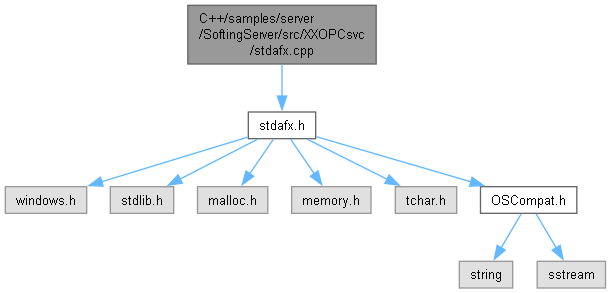 C++/samples/server
/SoftingServer/src/XXOPCsvc
/stdafx.cpp
stdafx.h
windows.h
stdlib.h
malloc.h
memory.h
tchar.h
OSCompat.h
string
sstream